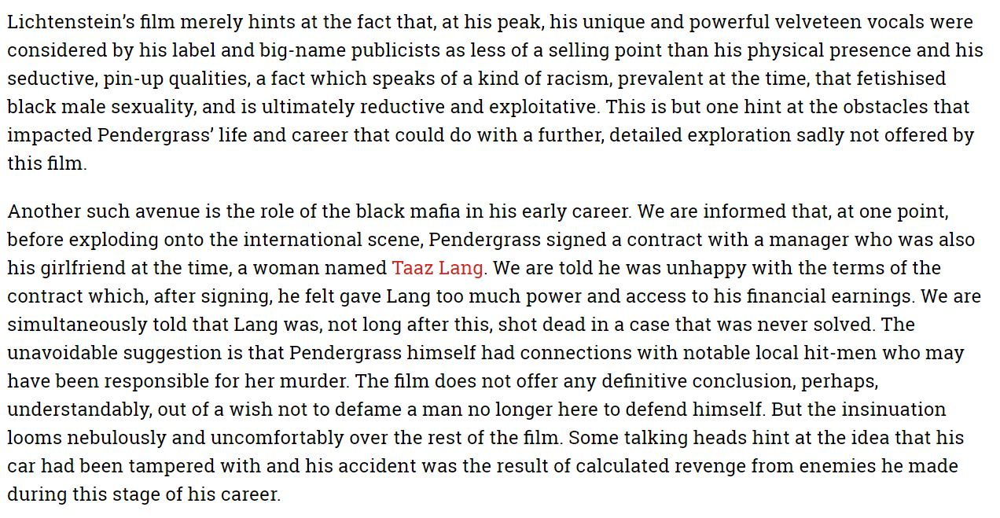 Lichtenstein’s film merely hints at the fact that, at his peak, his unique and powerful velveteen vocals were
considered by his label and big-name publicists as less of a selling point than his physical presence and his
seductive, pin-up qualities, a fact which speaks of a kind of racism, prevalent at the time, that fetishised
black male sexuality, and is ultimately reductive and exploitative. This is but one hint at the obstacles that
impacted Pendergrass’ life and career that could do with a further, detailed exploration sadly not offered by
this film.
Another such avenue is the role of the black mafia in his early career. We are informed that, at one point,
before exploding onto the international scene, Pendergrass signed a contract with a manager who was also
his girlfriend at the time, a woman named Taaz Lang. We are told he was unhappy with the terms of the
contract which, after signing, he felt gave Lang too much power and access to his financial earnings. We are
simultaneously told that Lang was, not long after this, shot dead in a case that was never solved. The
unavoidable suggestion is that Pendergrass himself had connections with notable local hit-men who may
have been responsible for her murder. The film does not offer any definitive conclusion, perhaps,
understandably, out of a wish not to defame a man no longer here to defend himself. But the insinuation
looms nebulously and uncomfortably over the rest of the film. Some talking heads hint at the idea that his
car had been tampered with and his accident was the result of calculated revenge from enemies he made
during this stage of his career.